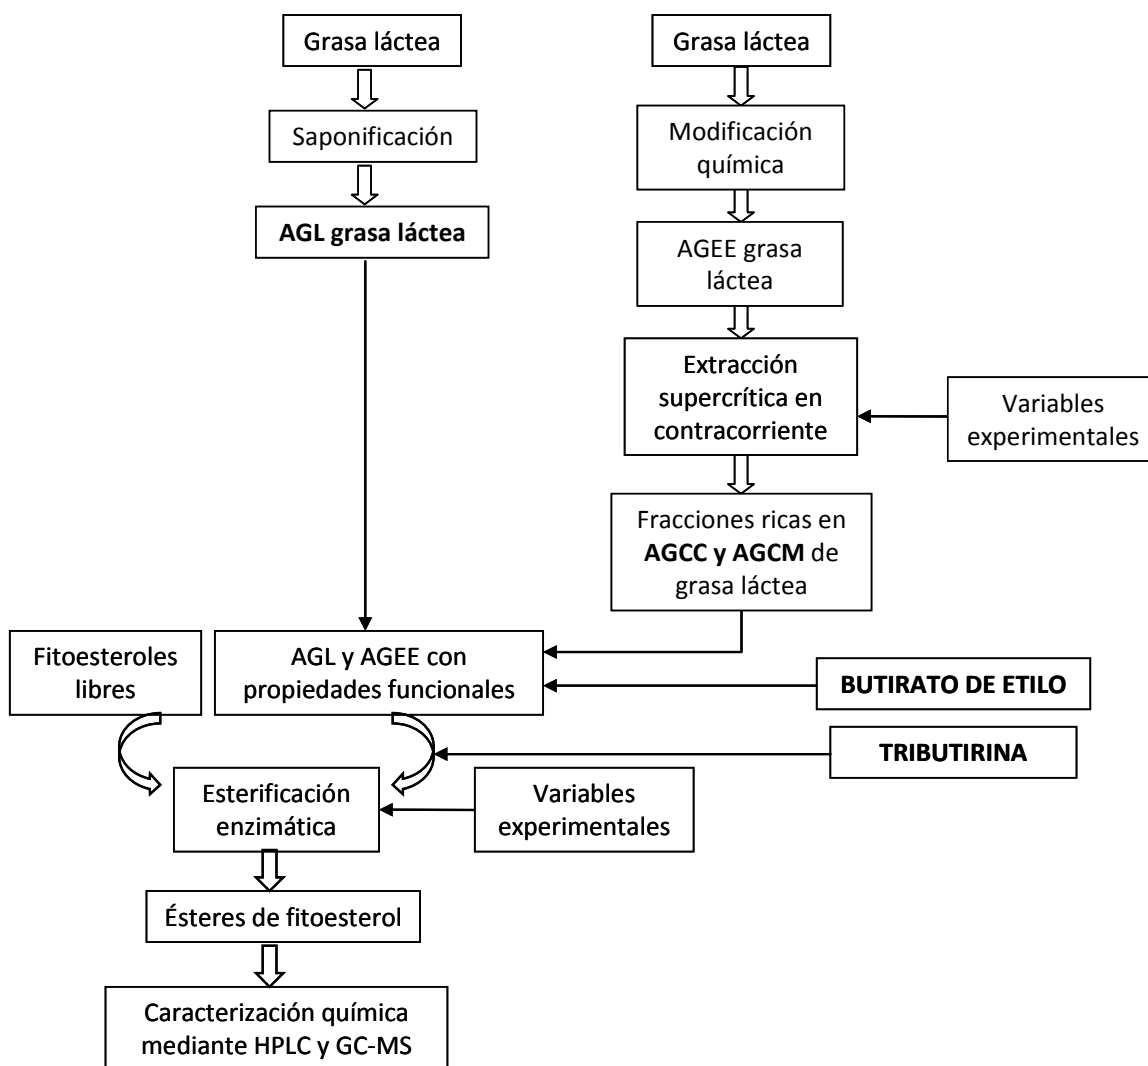 Grasa láctea
Grasa láctea
Saponificación
Modificación
química
AGL grasa láctea
AGEE grasa
láctea
Extracción
supercrítica en
contracorriente
Variables
experimentales
Fracciones ricas en
AGCC y AGCM de
grasa láctea
Fitoesteroles
libres
AGL y AGEE con
propiedades funcionales
BUTIRATO DE ETILO
TRIBUTIRINA
Esterificación
enzimática
Variables
experimentales
Ésteres de fitoesterol
Caracterización química
mediante HPLC y GC-MS